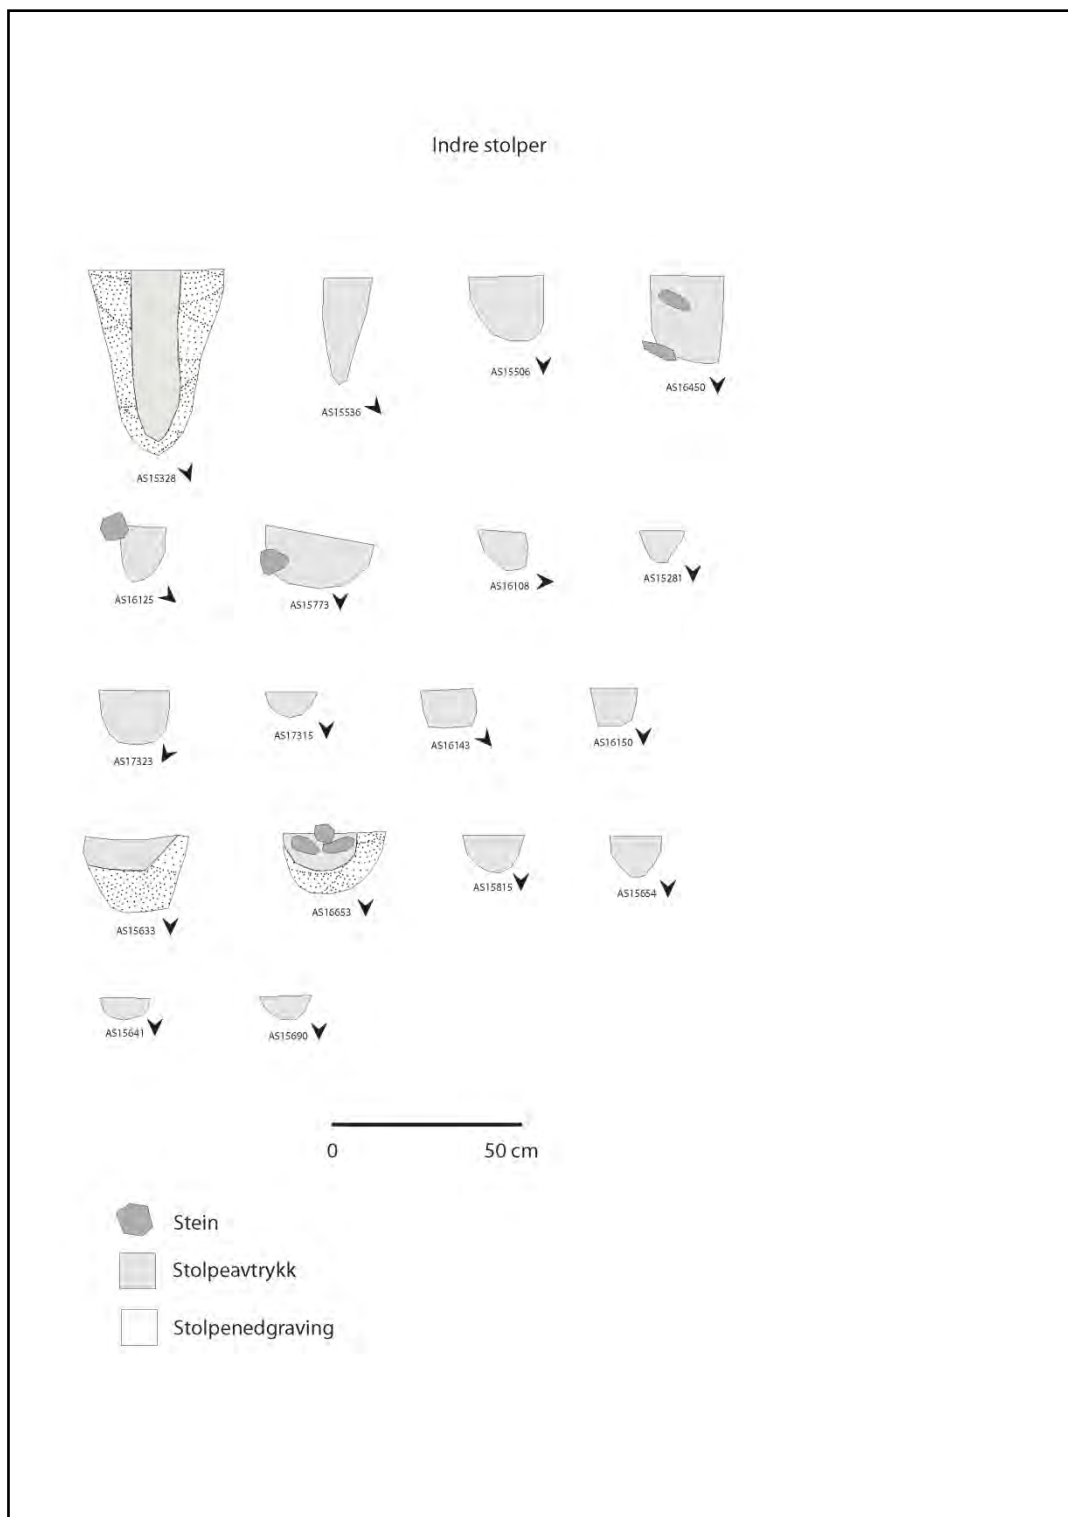 Indre stolper
AS15328
AS15536
AS15506
AS16450
AS16125
AS15773
AS16108
AS15281
AS17323
AS17315
AS16143
AS16150
AS15633
AS16653
AS15815
AS15654
AS15641
AS15690
0 50 cm
Stein
Stolpeavtrykk
Stolpenedgraving